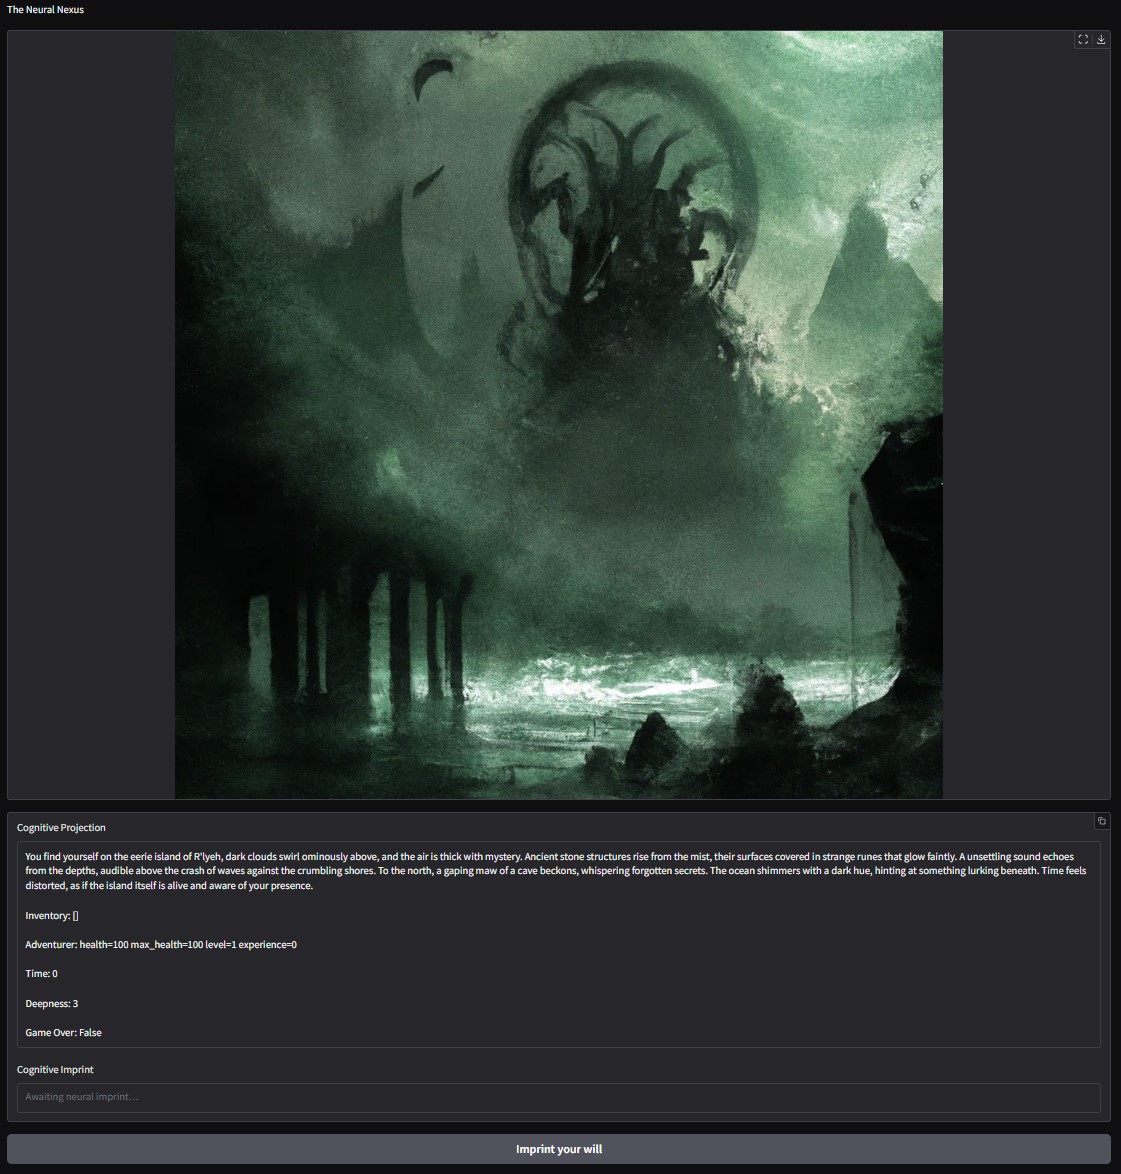 The Neural Nexus
Cognitive Projection
You find yourself on the eerie island of R'lyeh, dark clouds swirl ominously above, and the air is thick with mystery. Ancient stone structures rise from the mist, their surfaces covered in strange runes that glow faintly. A unsettling sound echoes
from the depths, audible above the crash of waves against the crumbling shores. To the north, a gaping maw of a cave beckons, whispering forgotten secrets. The ocean shimmers with a dark hue, hinting at something lurking beneath. Time feels
distorted, as if the island itself is alive and aware of your presence.
Inventory: []
Adventurer: health=100 max_health=100 level=1 experience=0
Time: 0
Deepness: 3
Game Over: False
Cognitive Imprint
Awaiting neural imprint...
Imprint your will